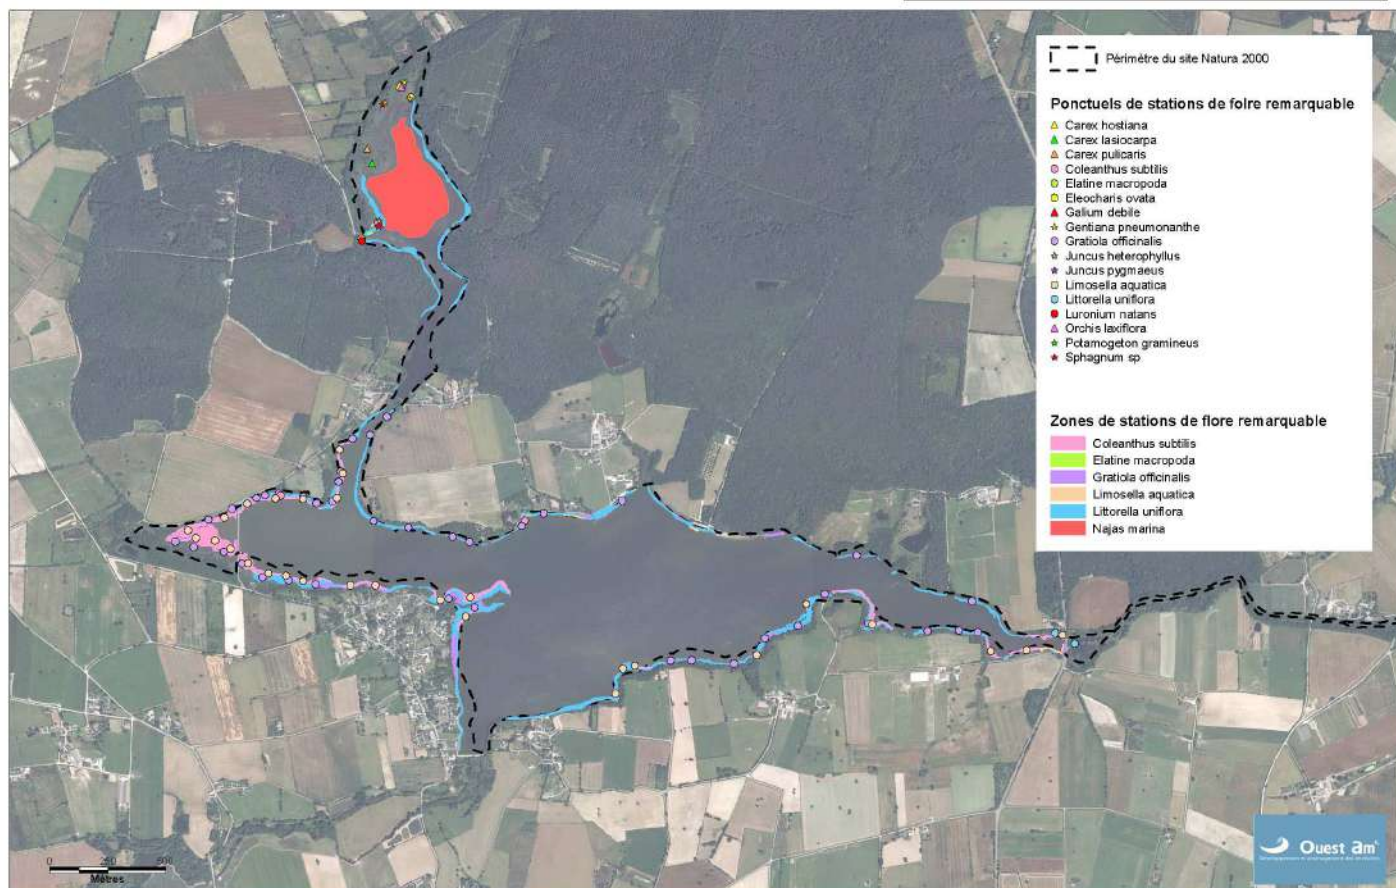 Périmètre du site Natura 2000
Ponctuels de stations de folre remarquable
Carex hostiana
Carex lasiocarpa
Carex pulicaris
Coleanthus subtilis
Elatine macropoda
Eleocharis ovata
Galium debile
Gentiana pneumonanthe
Gratiola officinalis
Juncus heterophyllus
Juncus pygmaeus
Limosella aquatica
Littorella uniflora
Luronium natans
Orchis laxiflora
Potamogeton gramineus
Sphagnum sp
Zones de stations de flore remarquable
Coleanthus subtilis
Elatine macropoda
Gratiola officinalis
Limosella aquatica
Littorella uniflora
Najas marina
0 250 500
Mètres
Ouest am'